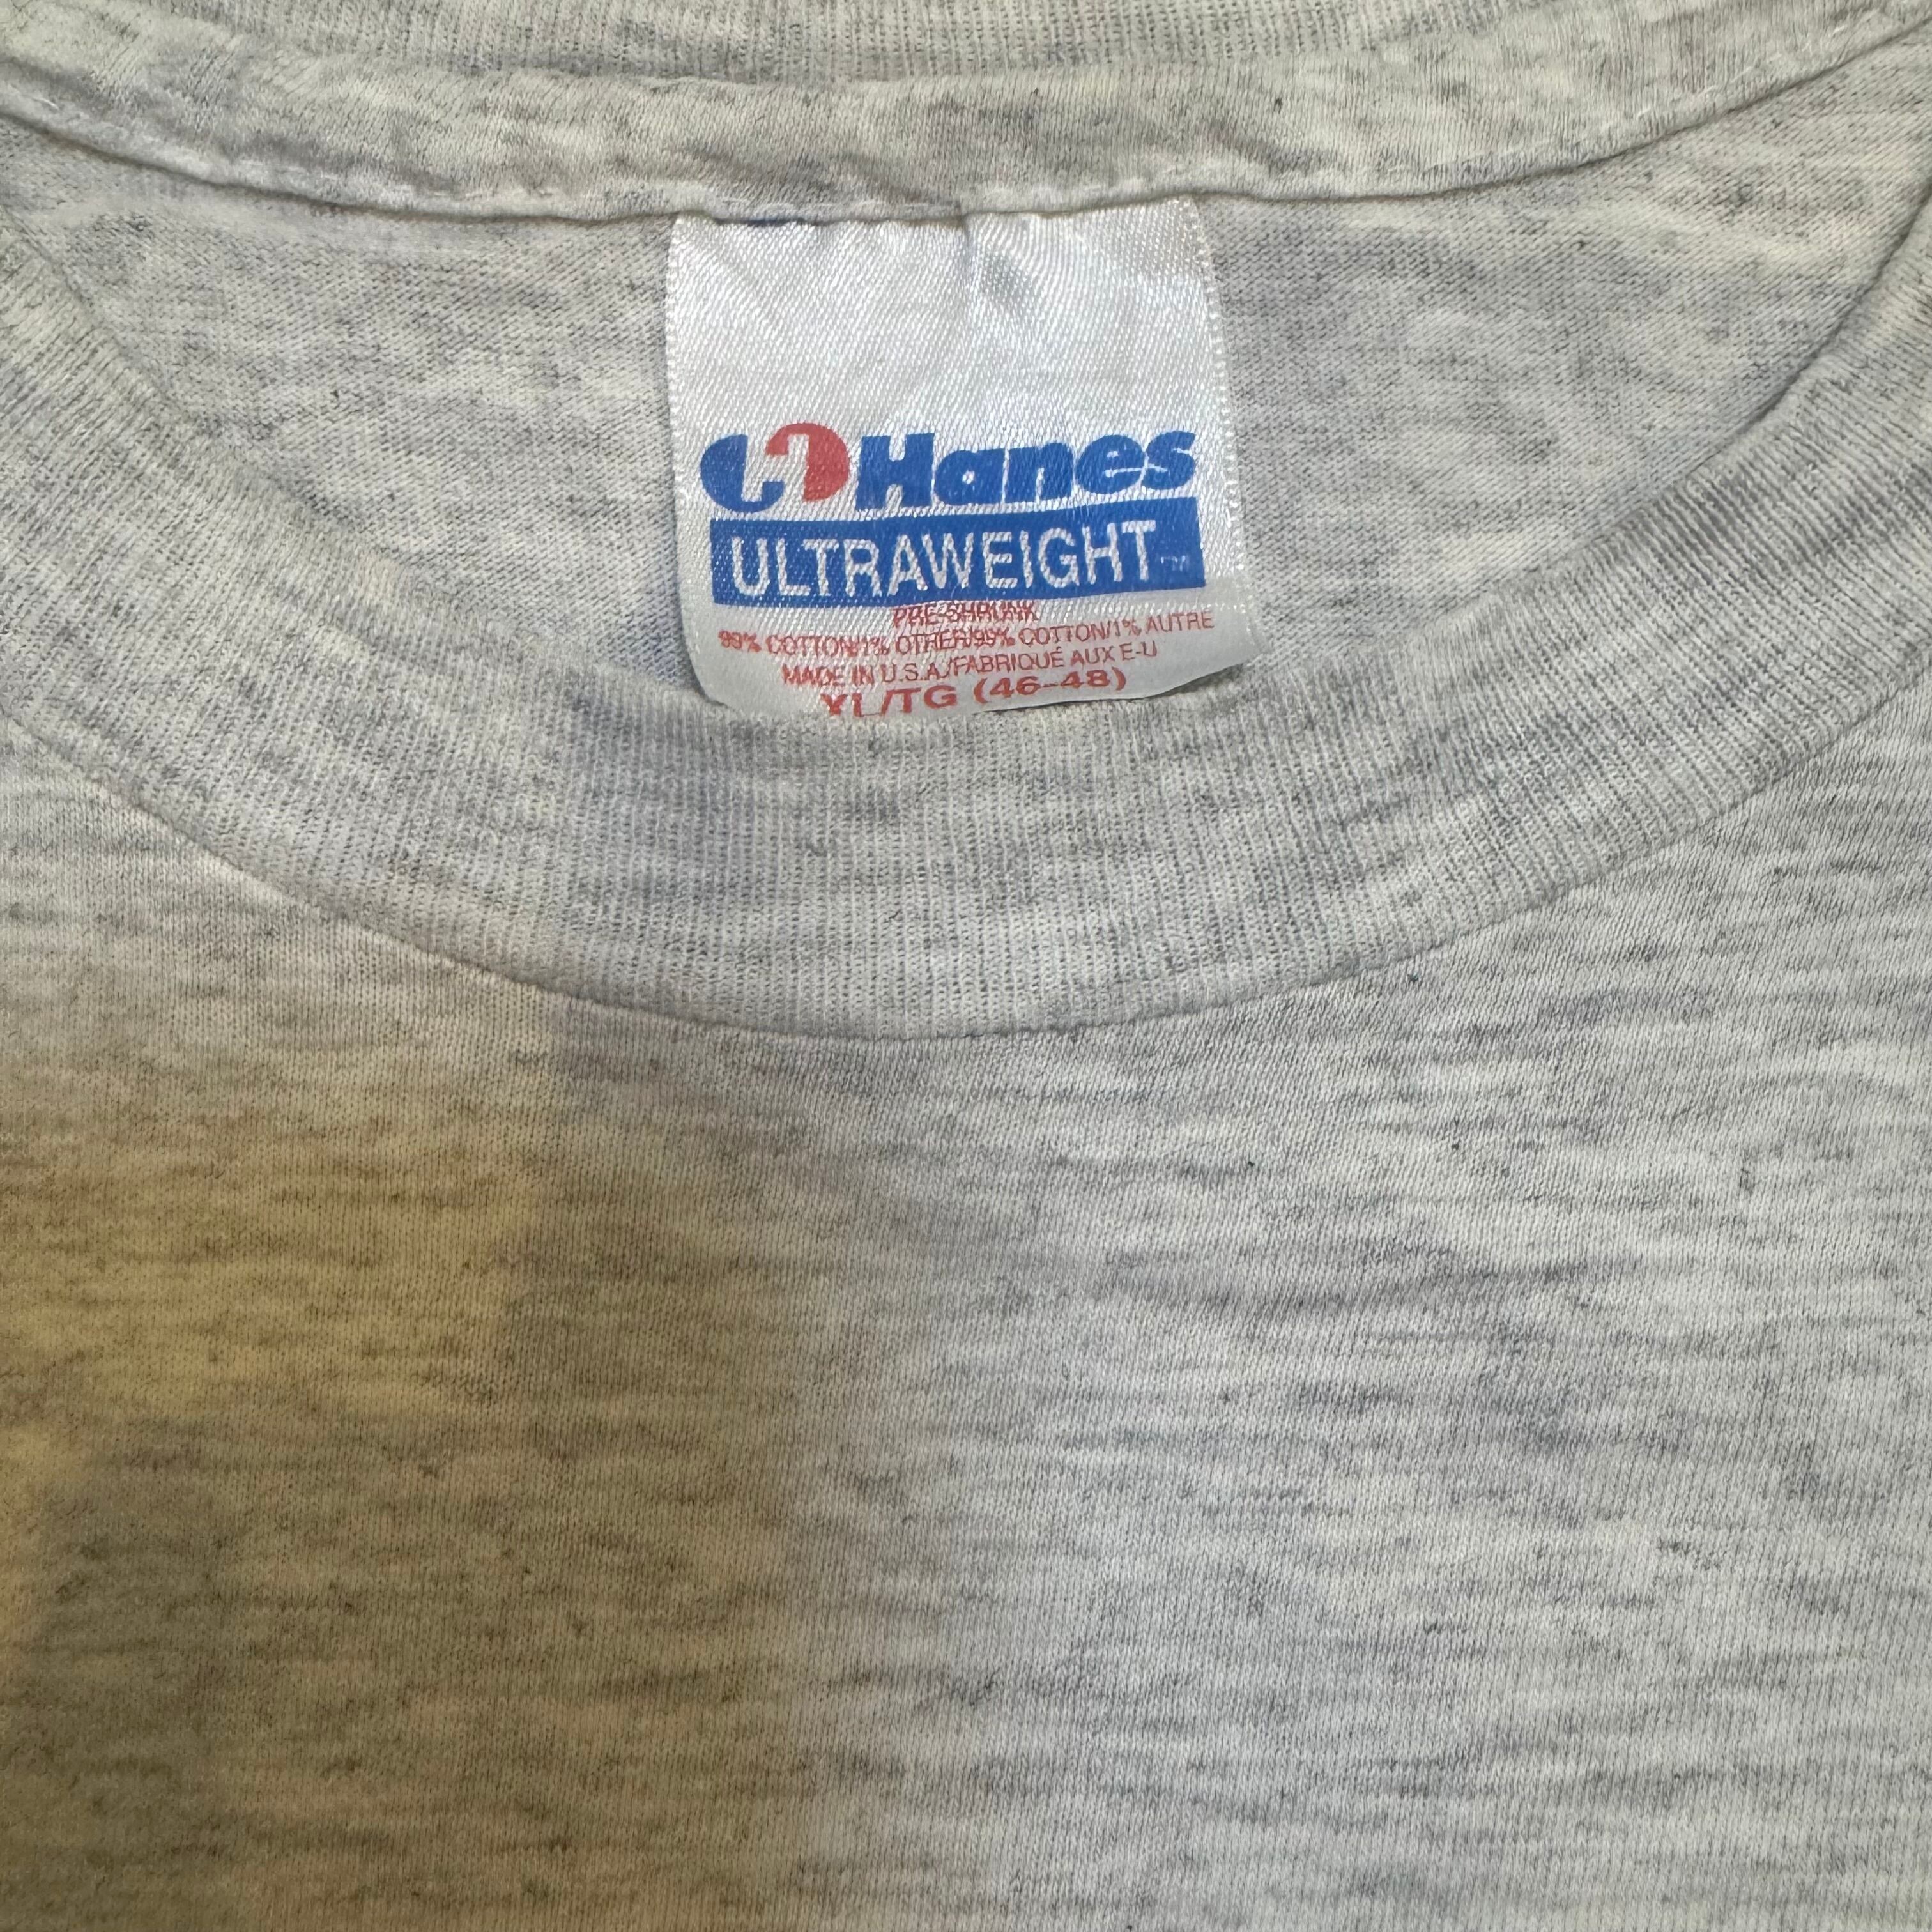 Hanes
ULTRAWEIGHT™
PRE-SHRUNK
99% COTTON/1% OTHER/99% COTTON/1% AUTRE
MADE IN U.S.A./FABRIQUÉ AUX E-U
XL/TG (46-48)